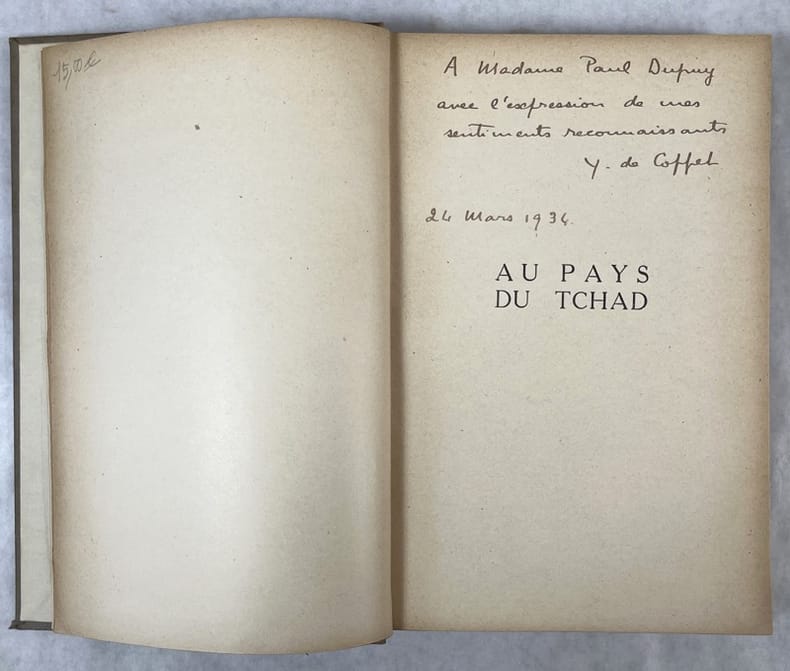 15,00 €
A Madame Paul Dupuy
avec l'expression de mes
sentiments reconnaissants
Y. de Coppet
24 Mars 1934.
AU PAYS
DU TCHAD